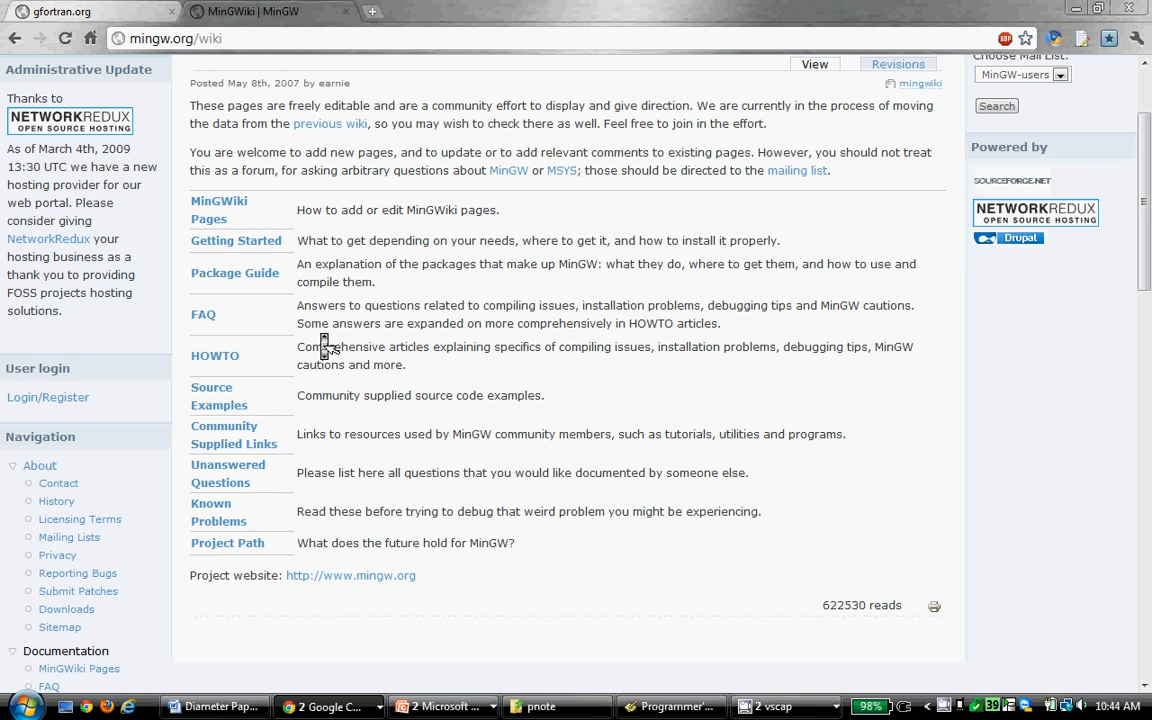 gfortran.org
MinGWiki | MinGW
mingw.org/wiki
Administrative Update
Thanks to
NETWORKREDUX
OPEN SOURCE HOSTING
As of March 4th, 2009
13:30 UTC we have a new
hosting provider for our
web portal. Please
consider giving
NetworkRedux your
hosting business as a
thank you to providing
FOSS projects hosting
solutions.
User login
Login/Register
Navigation
About
Contact
History
Licensing Terms
Mailing Lists
Privacy
Reporting Bugs
Submit Patches
Downloads
Sitemap
Documentation
MinGWiki Pages
FAQ
View
Revisions
Posted May 8th, 2007 by earnie
mingwiki
These pages are freely editable and are a community effort to display and give direction. We are currently in the process of moving
the data from the previous wiki, so you may wish to check there as well. Feel free to join in the effort.
You are welcome to add new pages, and to update or to add relevant comments to existing pages. However, you should not treat
this as a forum, for asking arbitrary questions about MinGW or MSYS; those should be directed to the mailing list.
MinGWiki
Pages
How to add or edit MinGWiki pages.
Getting Started
What to get depending on your needs, where to get it, and how to install it properly.
Package Guide
An explanation of the packages that make up MinGW: what they do, where to get them, and how to use and
compile them.
FAQ
Answers to questions related to compiling issues, installation problems, debugging tips and MinGW cautions.
Some answers are expanded on more comprehensively in HOWTO articles.
HOWTO
Comprehensive articles explaining specifics of compiling issues, installation problems, debugging tips, MinGW
cautions and more.
Source
Examples
Community supplied source code examples.
Community
Supplied Links
Links to resources used by MinGW community members, such as tutorials, utilities and programs.
Unanswered
Questions
Please list here all questions that you would like documented by someone else.
Known
Problems
Read these before trying to debug that weird problem you might be experiencing.
Project Path
What does the future hold for MinGW?
Project website: http://www.mingw.org
622530 reads
Choose Mail List:
MinGW-users
Search
Powered by
SOURCEFORGE.NET
NETWORKREDUX
OPEN SOURCE HOSTING
Drupal
Diameter Pap...
2 Google C...
2 Microsoft ...
pnote
Programmer'...
2 vscap
98%
39
10:44 AM